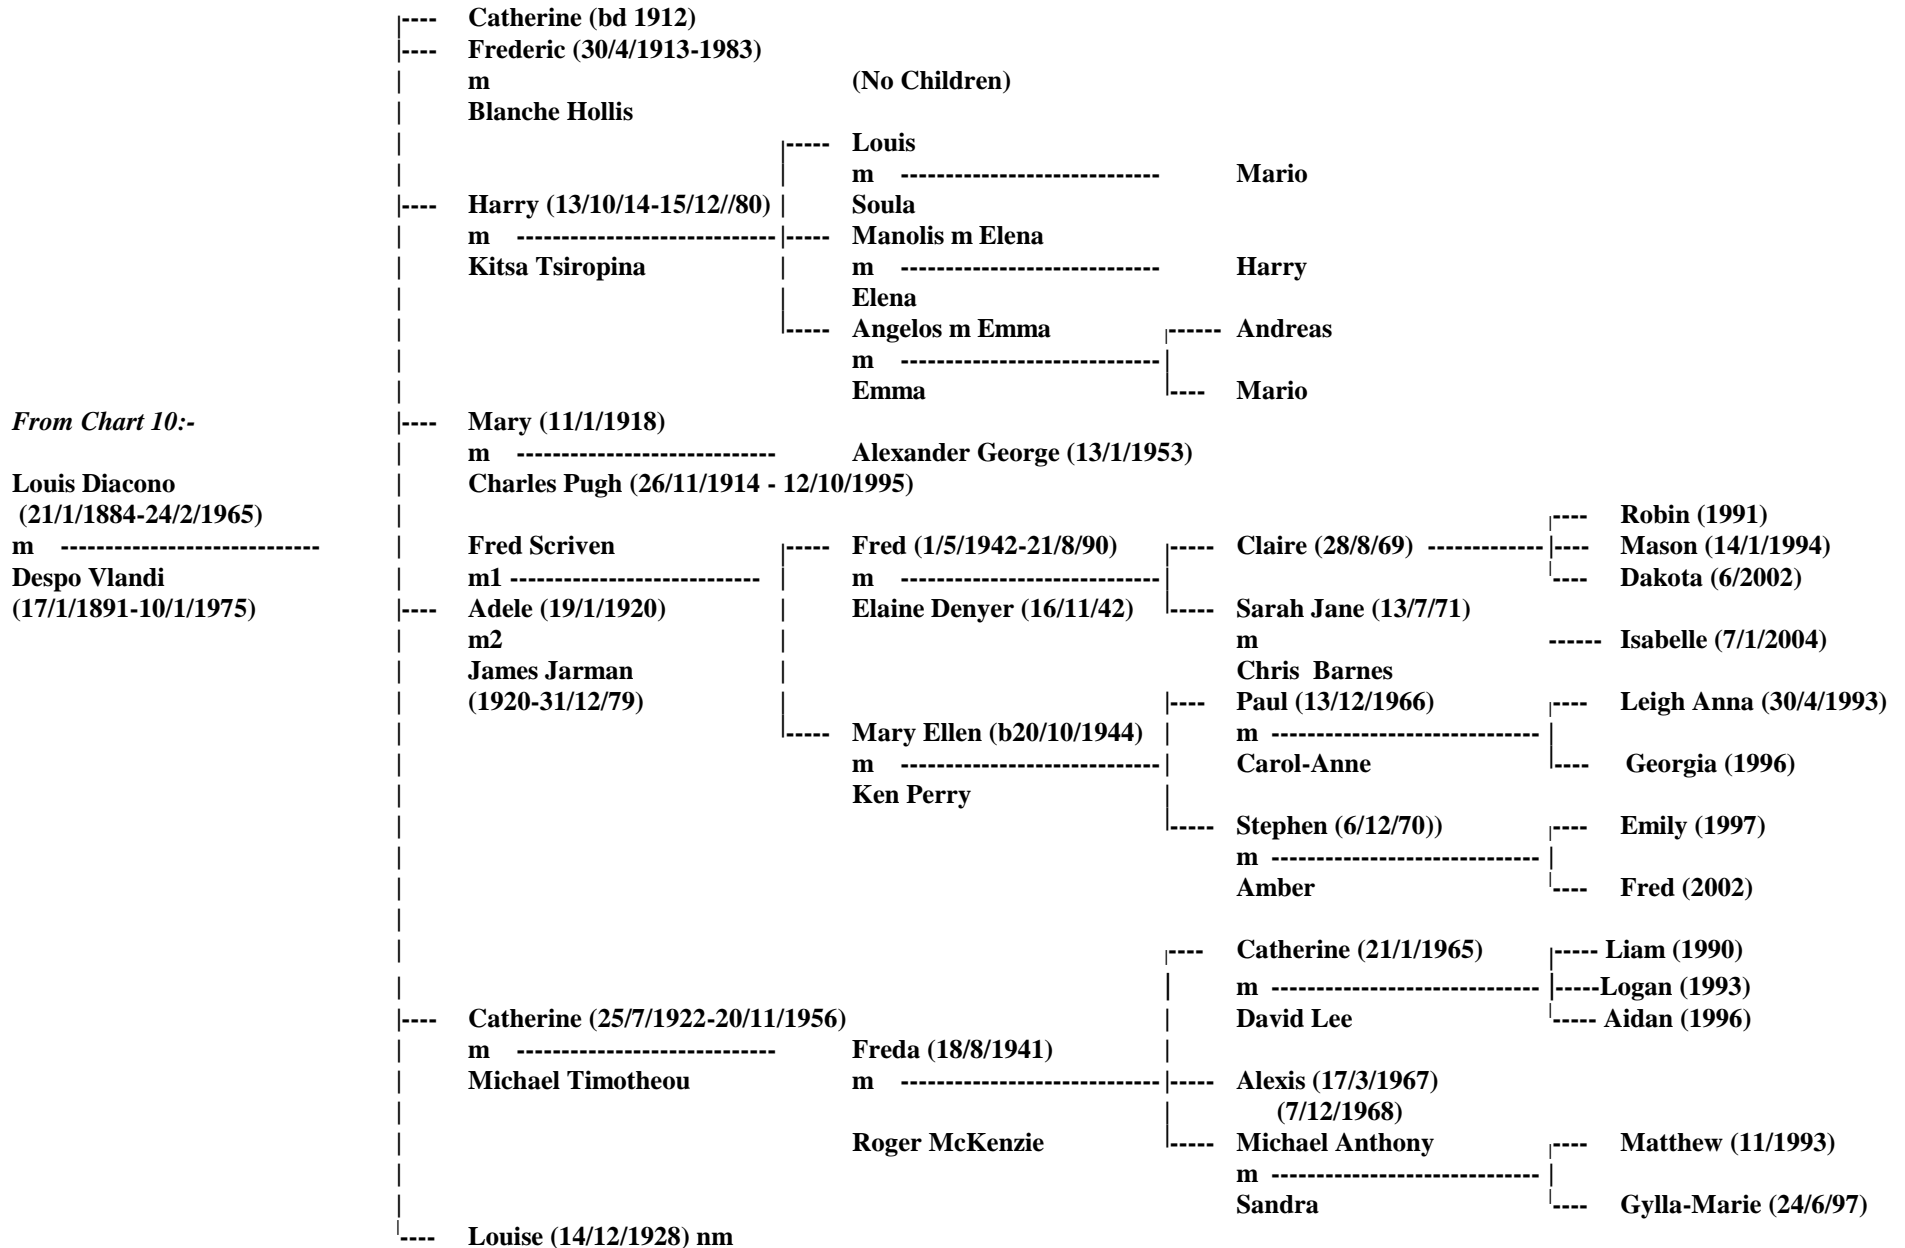 Catherine (bd 1912)
Frederic (30/4/1913-1983)
m (No Children)
Blanche Hollis
Louis
m Mario
Harry (13/10/14-15/12//80) Soula
m Manolis m Elena
Kitsa Tsiropina m Harry
Elena
Angelos m Emma Andreas
m
Emma Mario
From Chart 10:- Mary (11/1/1918)
m Alexander George (13/1/1953)
Louis Diacono Charles Pugh (26/11/1914 - 12/10/1995)
(21/1/1884-24/2/1965) Robin (1991)
m Fred Scriven Fred (1/5/1942-21/8/90) Claire (28/8/69) Mason (14/1/1994)
Despo Vlandi m1 m Dakota (6/2002)
(17/1/1891-10/1/1975) Adele (19/1/1920) Elaine Denyer (16/11/42) Sarah Jane (13/7/71)
m2 m Isabelle (7/1/2004)
James Jarman Chris Barnes
(1920-31/12/79) Paul (13/12/1966) Leigh Anna (30/4/1993)
Mary Ellen (b20/10/1944) m
m Carol-Anne Georgia (1996)
Ken Perry
Stephen (6/12/70)) Emily (1997)
m
Amber Fred (2002)
Catherine (21/1/1965) Liam (1990)
m Logan (1993)
Catherine (25/7/1922-20/11/1956) David Lee Aidan (1996)
m Freda (18/8/1941)
Michael Timotheou m Alexis (17/3/1967)
(7/12/1968)
Roger McKenzie Michael Anthony Matthew (11/1993)
m
Sandra Gylla-Marie (24/6/97)
Louise (14/12/1928) nm